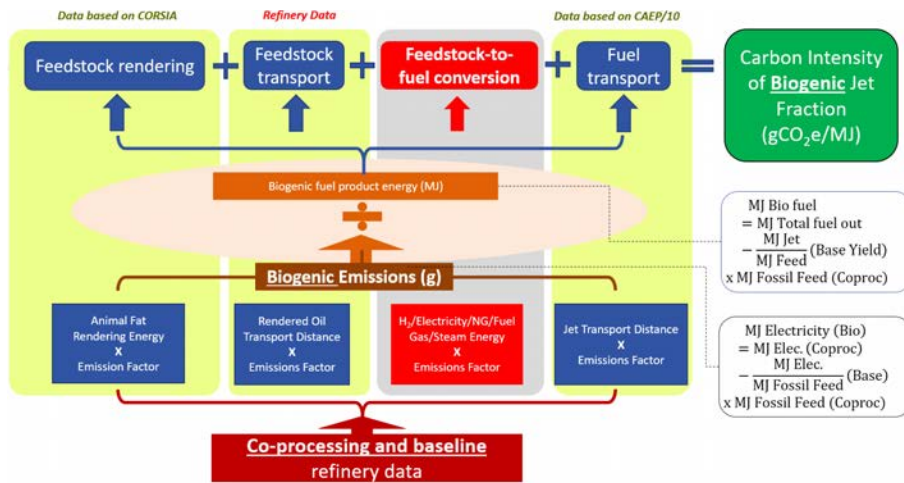 Data based on CORSIA
Refinery Data
Data based on CAEP/10
Feedstock rendering
+
Feedstock
transport
+
Feedstock-to-
fuel conversion
+
Fuel
transport
=
Carbon Intensity
of Biogenic Jet
Fraction
(gCO₂e/MJ)
Biogenic fuel product energy (MJ)
÷
Biogenic Emissions (g)
MJ Bio fuel
= MJ Total fuel out
− MJ Jet / MJ Feed (Base Yield)
x MJ Fossil Feed (Coproc)
Animal Fat
Rendering Energy
X
Emission Factor
Rendered Oil
Transport Distance
X
Emissions Factor
H₂/Electricity/NG/Fuel
Gas/Steam Energy
X
Emissions Factor
Jet Transport Distance
X
Emissions Factor
MJ Electricity (Bio)
= MJ Elec. (Coproc)
− MJ Elec. / MJ Fossil Feed (Base)
x MJ Fossil Feed (Coproc)
Co-processing and baseline
refinery data